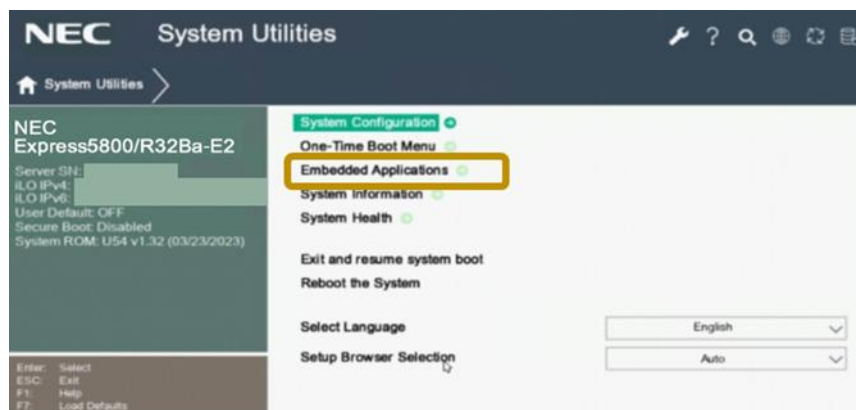 NEC System Utilities
System Utilities
NEC
Express5800/R32Ba-E2
Server SN:
iLO IPv4:
iLO IPv6:
User Default: OFF
Secure Boot: Disabled
System ROM: U54 v1.32 (03/23/2023)
System Configuration
One-Time Boot Menu
Embedded Applications
System Information
System Health
Exit and resume system boot
Reboot the System
Select Language English
Setup Browser Selection Auto
Enter: Select
ESC: Exit
F1: Help
F7: Load Defaults